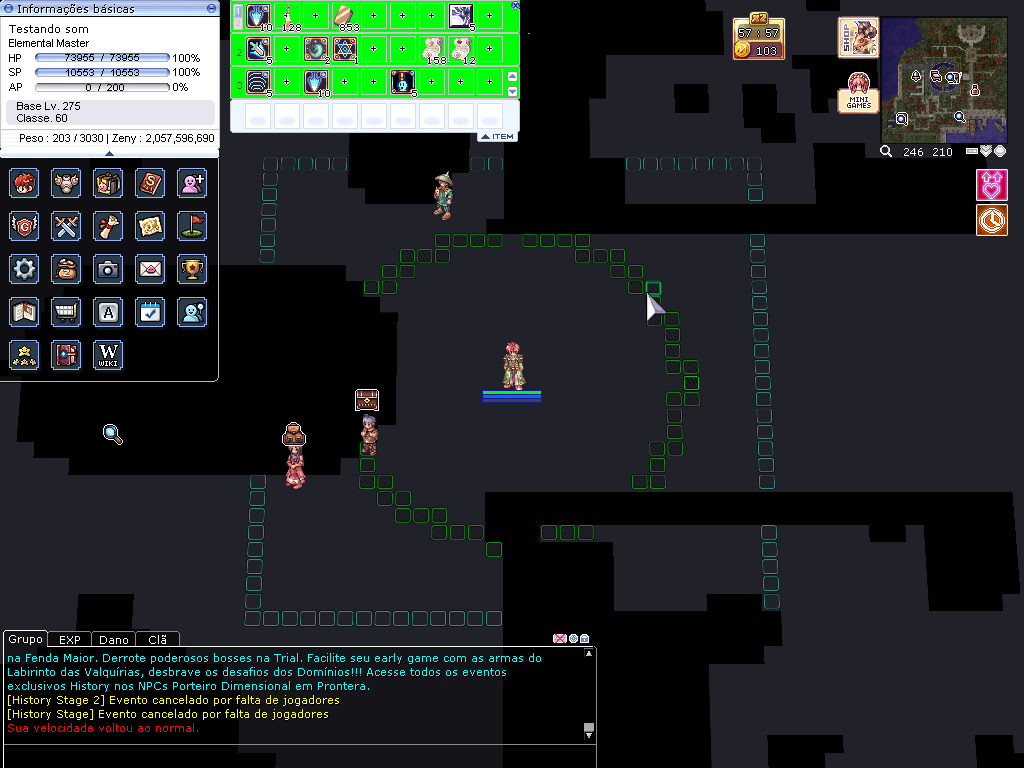 Informações básicas
Testando som
Elemental Master
HP 73955 / 73955 100%
SP 10553 / 10553 100%
AP 0 / 200 0%
Base Lv. 275
Classe. 60
Peso : 203 / 3030 | Zeny : 2,057,596,690
1 10 128 853 5
2 5 2 1 158 12
3 5 10 5
ITEM
x2
57 : 57
M 103
SHOP
MINI
GAMES
246 210
S
G
A
W
WIKI
Grupo EXP Dano Clã
na Fenda Maior. Derrote poderosos bosses na Trial. Facilite seu early game com as armas do
Labirinto das Valquírias, desbrave os desafios dos Domínios!!! Acesse todos os eventos
exclusivos History nos NPCs Porteiro Dimensional em Prontera.
[History Stage 2] Evento cancelado por falta de jogadores
[History Stage] Evento cancelado por falta de jogadores
Sua velocidade voltou ao normal.